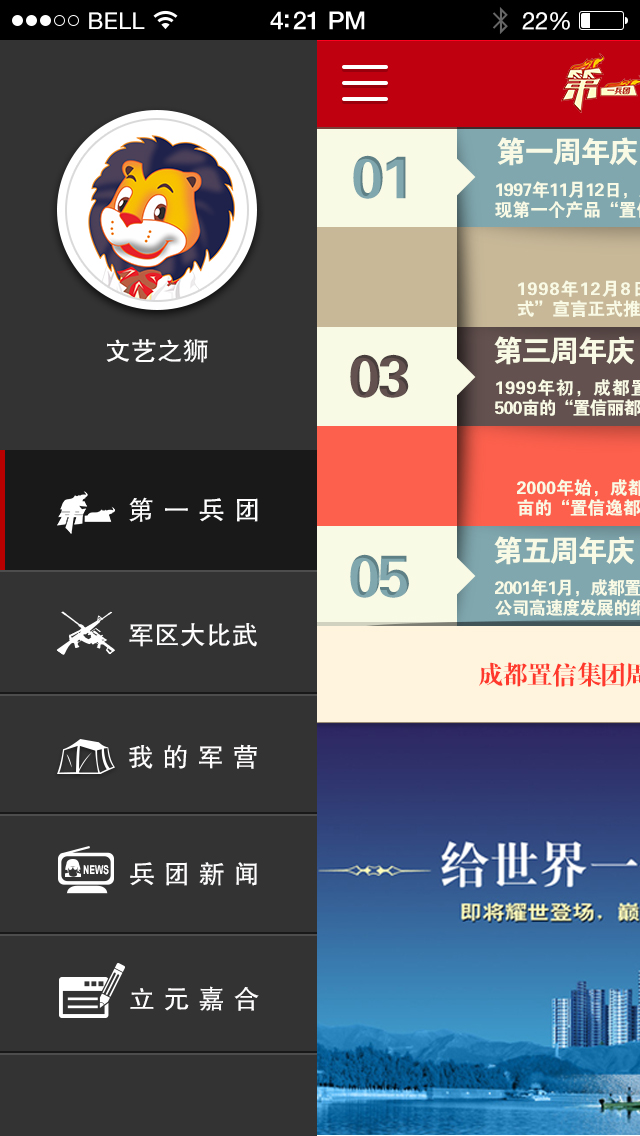 BELL 4:21 PM 22%
文艺之狮
第一兵团
军区大比武
我的军营
NEWS
兵团新闻
立元嘉合
第一兵团
01
第一周年庆
1997年11月12日，
现第一个产品“置信
1998年12月8日
式”宣言正式推
03
第三周年庆
1999年初，成都置
500亩的“置信丽都
2000年始，成都
亩的“置信逸都
05
第五周年庆
2001年1月，成都置
公司高速度发展的细
成都置信集团周
给世界一
即将耀世登场，巅